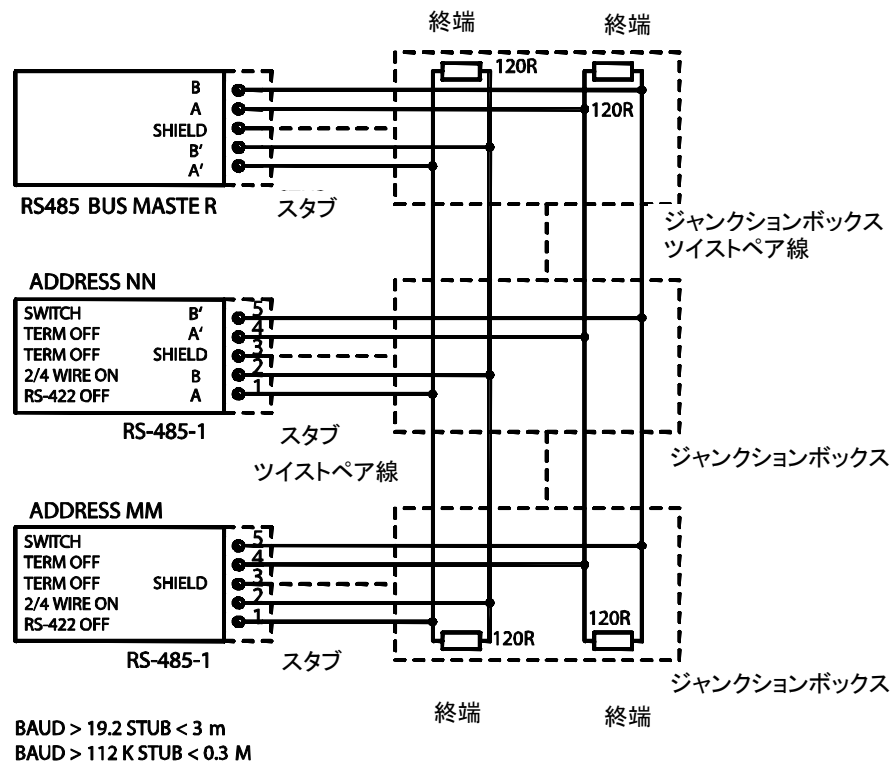 終端
終端
120R
120R
B
A
SHIELD
B'
A'
RS485 BUS MASTE R
スタブ
ジャンクションボックス
ツイストペア線
ADDRESS NN
SWITCH B' 5
TERM OFF A' 4
TERM OFF SHIELD 3
2/4 WIRE ON B 2
RS-422 OFF A 1
RS-485-1
スタブ
ツイストペア線
ジャンクションボックス
ADDRESS MM
SWITCH 5
TERM OFF 4
TERM OFF SHIELD 3
2/4 WIRE ON 2
RS-422 OFF 1
120R
120R
RS-485-1
スタブ
ジャンクションボックス
終端
終端
BAUD > 19.2 STUB < 3 m
BAUD > 112 K STUB < 0.3 M